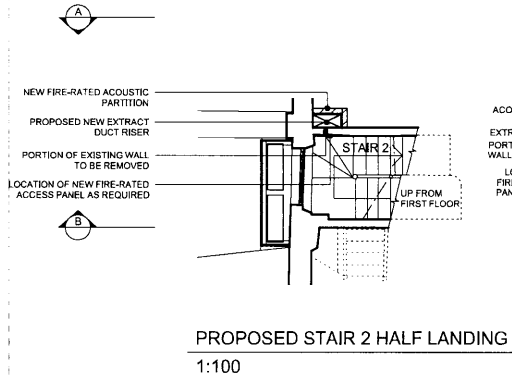 A
NEW FIRE-RATED ACOUSTIC
PARTITION
PROPOSED NEW EXTRACT
DUCT RISER
PORTION OF EXISTING WALL
TO BE REMOVED
LOCATION OF NEW FIRE-RATED
ACCESS PANEL AS REQUIRED
B
STAIR 2
UP FROM
FIRST FLOOR
ACO
EXTR
PORT
WALL
LO
FIRE
PAN
PROPOSED STAIR 2 HALF LANDING
1:100